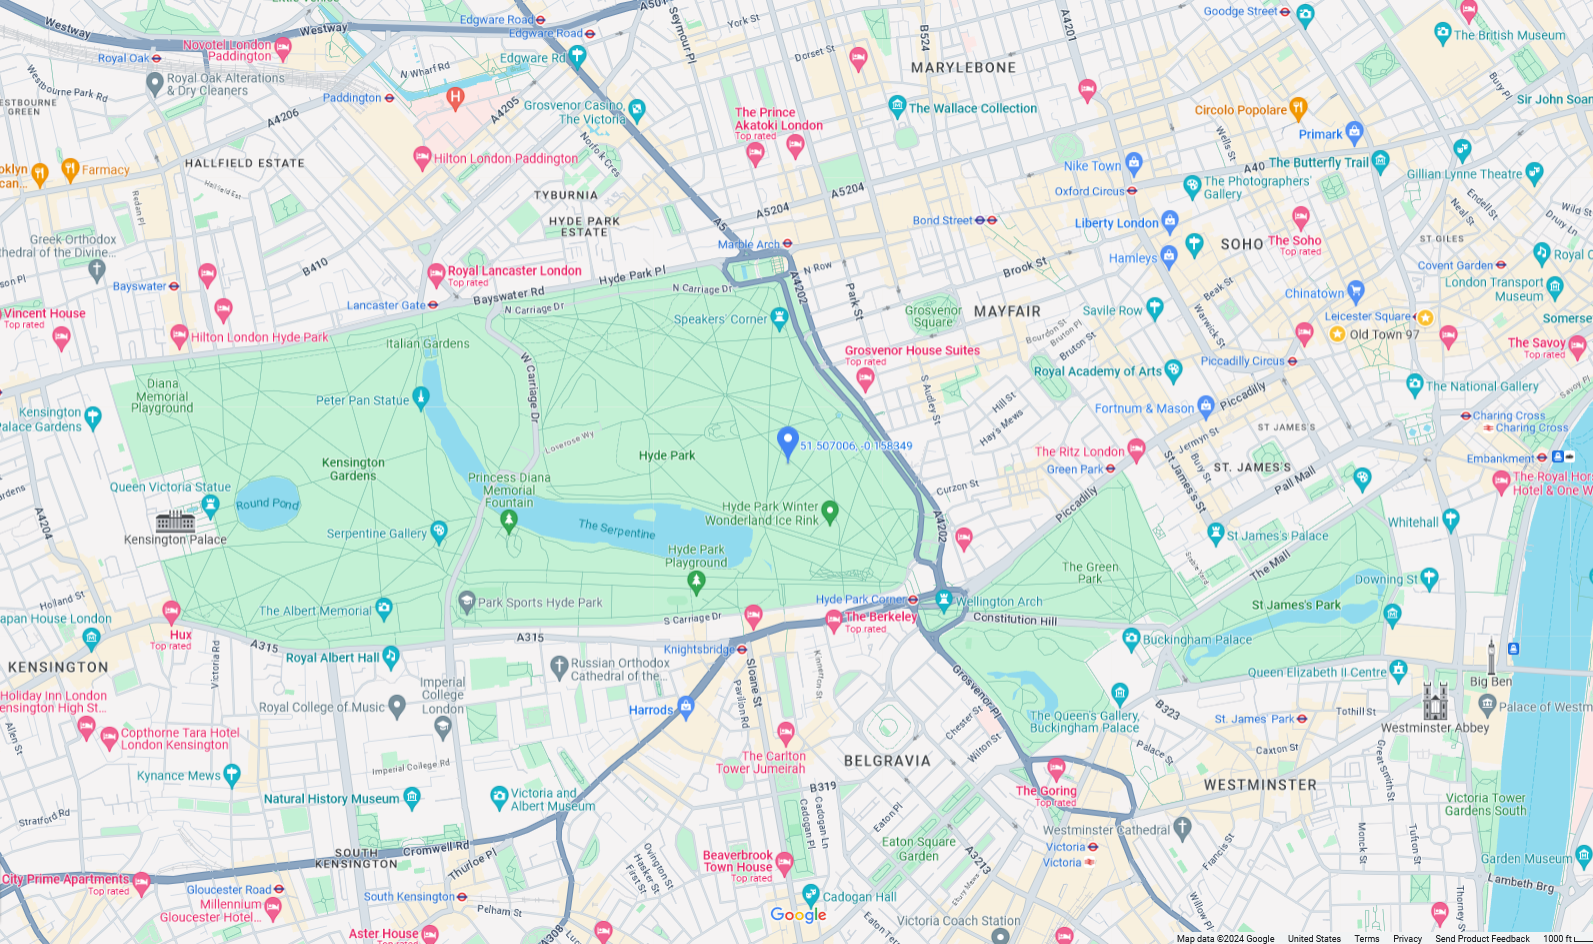 Westway
Westway
Edgware Road
Edgware Road
Edgware Rd
A501
Seymour Pl
York St
B524
A4201
Goodge Street
The British Museum
Novotel London
Paddington
Royal Oak
Royal Oak Alterations
& Dry Cleaners
N Wharf Rd
Dorset St
MARYLEBONE
Bury Pl
Westbourne Park Rd
ESTBOURNE
GREEN
Paddington
A4205
A4206
Grosvenor Casino,
The Victoria
The Prince
Akatoki London
Top rated
The Wallace Collection
Circolo Popolare
Sir John Soan
Primark
Wells St
Norfolk Cres
HALLFIELD ESTATE
Hilton London Paddington
Nike Town
A40
The Butterfly Trail
Gillian Lynne Theatre
oklyn
can...
Farmacy
Hallfield Est
Redan Pl
TYBURNIA
HYDE PARK
ESTATE
A5204
A5204
A5
Oxford Circus
The Photographers'
Gallery
Endell St
Neal St
Wild St
Drury Ln
Bond Street
Liberty London
SOHO
The Soho
Top rated
ST GILES
Greek Orthodox
thedral of the Divine...
B410
Marble Arch
Hamleys
Covent Garden
Royal O
Bayswater
Royal Lancaster London
Top rated
Hyde Park Pl
N Row
A4202
Park St
Brook St
Beak St
Chinatown
London Transport
Museum
Lancaster Gate
Bayswater Rd
N Carriage Dr
N Carriage Dr
Vincent House
Top rated
Hilton London Hyde Park
Speakers' Corner
Grosvenor
Square
MAYFAIR
Savile Row
Warwick St
Leicester Square
Somerse
Old Town 97
Bourdon St
Bruton Pl
Bruton St
Italian Gardens
W Carriage Dr
Grosvenor House Suites
Top rated
Royal Academy of Arts
Piccadilly Circus
The Savoy
Top rated
Diana
Memorial
Playground
Peter Pan Statue
S Audley St
Hill St
Hay's Mews
Fortnum & Mason
Piccadilly
The National Gallery
Savoy Pl
Kensington
Palace Gardens
Loverose Wy
Hyde Park
51.507006, -0.158349
Jermyn St
ST JAMES'S
Charing Cross
Charing Cross
Kensington
Gardens
The Ritz London
Green Park
St James's St
ST. JAMES'S
Pall Mall
Embankment
The Royal Hors
Hotel & One W
Queen Victoria Statue
Round Pond
Princess Diana
Memorial
Fountain
Curzon St
Piccadilly
A4204
Kensington Palace
Serpentine Gallery
The Serpentine
Hyde Park Winter
Wonderland Ice Rink
A4202
St James's Palace
Whitehall
Hyde Park
Playground
The Green
Park
Stable Yard
The Mall
Downing St
Holland St
The Albert Memorial
Park Sports Hyde Park
Hyde Park Corner
Wellington Arch
St James's Park
apan House London
Hux
Top rated
S Carriage Dr
The Berkeley
Top rated
Constitution Hill
Buckingham Palace
A315
A315
Royal Albert Hall
Knightsbridge
KENSINGTON
Victoria Rd
Russian Orthodox
Cathedral of the...
Sloane St
Pavilion Rd
Kinnerton St
Grosvenor Pl
Queen Elizabeth II Centre
Big Ben
Holiday Inn London
ensington High St...
Allen St
Imperial
College
London
Royal College of Music
Harrods
Chester St
Wilton St
The Queen's Gallery,
Buckingham Palace
B323
St. James' Park
Tothill St
Palace of Westm
Westminster Abbey
Copthorne Tara Hotel
London Kensington
The Carlton
Tower Jumeirah
BELGRAVIA
Palace St
Caxton St
Great Smith St
Kynance Mews
Imperial College Rd
B319
The Goring
Top rated
WESTMINSTER
Natural History Museum
Victoria and
Albert Museum
Cadogan Pl
Cadogan Ln
Eaton Pl
Victoria Tower
Gardens South
Stratford Rd
Westminster Cathedral
Monck St
Tufton St
SOUTH
KENSINGTON
Cromwell Rd
Thurloe Pl
Ovington St
Hasker St
First St
Beaverbrook
Town House
Top rated
Eaton Square
Garden
A3213
Victoria
Victoria
Francis St
Garden Museum
City Prime Apartments
Top rated
Gloucester Road
South Kensington
Cadogan Hall
Ebury Mews
Willow Pl
Lambeth Brg
Thorney St
Millennium
Gloucester Hotel...
Pelham St
Google
Eaton Ter
Victoria Coach Station
Aster House
Top rated
A308
Map data ©2024 Google
United States
Terms
Privacy
Send Product Feedback
1000 ft